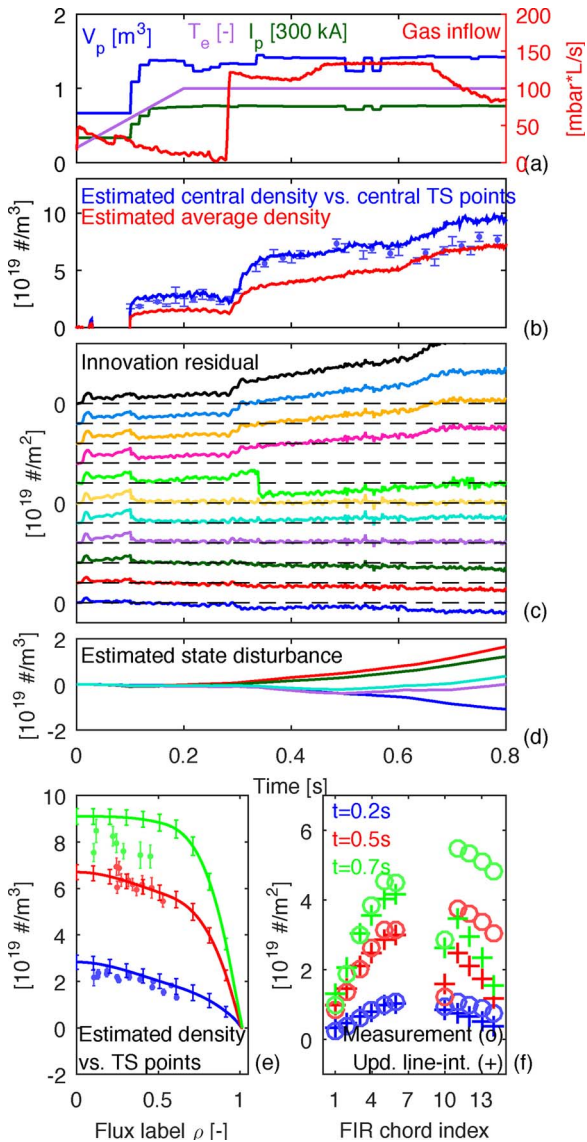 V_p [m^3] T_e [-] I_p [300 kA] Gas inflow
2 200
150
1 100
50
0 0
[mbar*L/s]
(a)
Estimated central density vs. central TS points
Estimated average density
10
5
0
[10^19 #/m^3]
(b)
Innovation residual
0
0
0
[10^19 #/m^2]
(c)
Estimated state disturbance
2
0
-2
[10^19 #/m^3]
(d)
0 0.2 0.4 0.6 0.8
Time [s]
10
8
6
4
2
0
-2
[10^19 #/m^3]
Estimated density
vs. TS points
(e)
0 0.5 1
Flux label ρ [-]
t=0.2s
t=0.5s
t=0.7s
6
4
2
0
[10^19 #/m^2]
Measurement (o)
Upd. line-int. (+)
(f)
1 4 7 10 13
FIR chord index